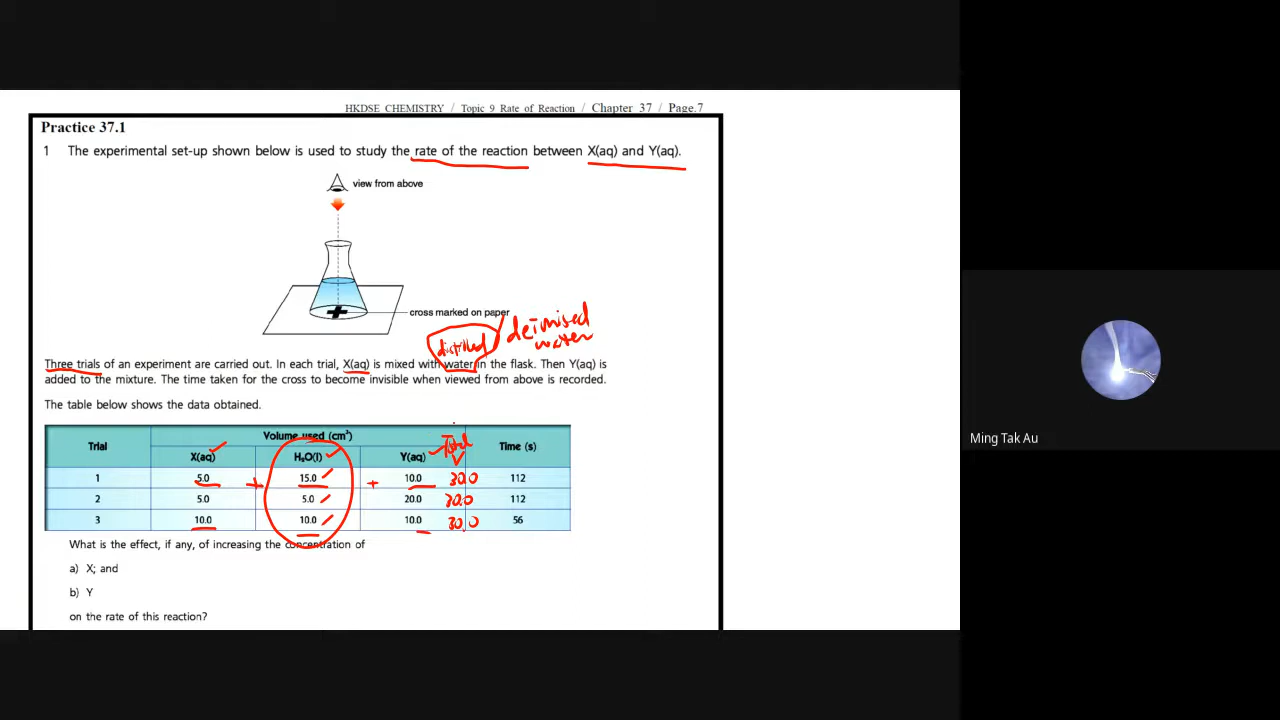 HKDSE CHEMISTRY / Topic 9 Rate of Reaction / Chapter 37 / Page.7
Practice 37.1
1 The experimental set-up shown below is used to study the rate of the reaction between X(aq) and Y(aq).
view from above
cross marked on paper
distilled / deionised
water
Three trials of an experiment are carried out. In each trial, X(aq) is mixed with water in the flask. Then Y(aq) is
added to the mixture. The time taken for the cross to become invisible when viewed from above is recorded.
The table below shows the data obtained.
Trial Volume used (cm³) Time (s)
X(aq) H₂O(l) Y(aq) Total V
1 5.0 + 15.0 + 10.0 30.0 112
2 5.0 5.0 20.0 30.0 112
3 10.0 10.0 10.0 30.0 56
What is the effect, if any, of increasing the concentration of
a) X; and
b) Y
on the rate of this reaction?
Ming Tak Au